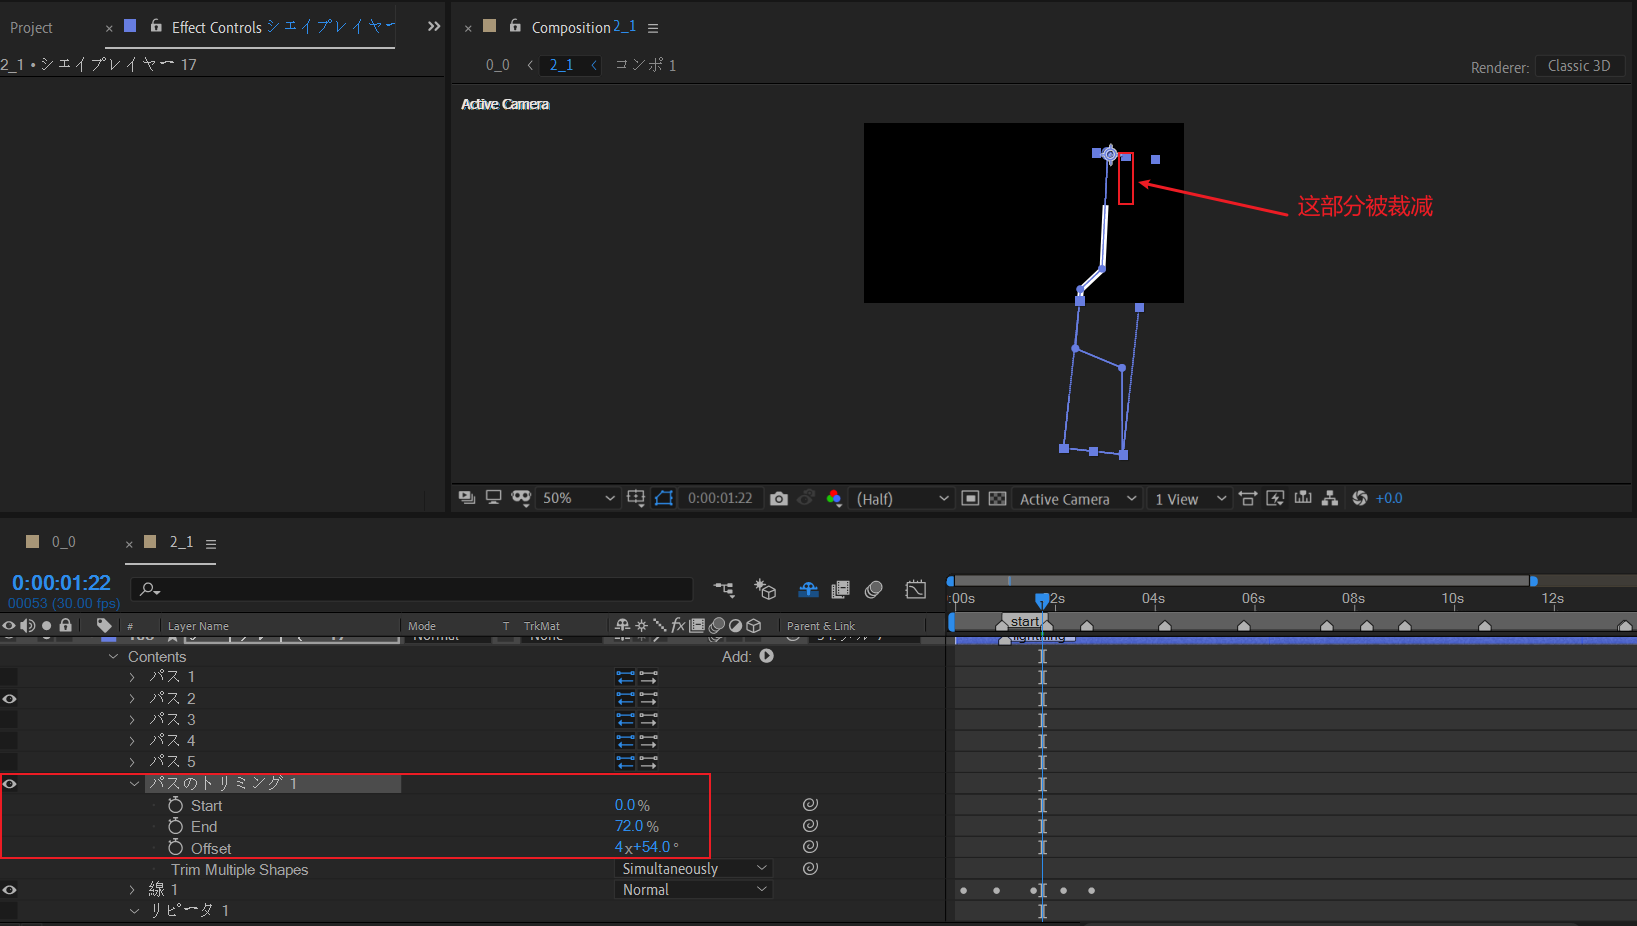 Project
× Effect Controls シェイプレイヤー
2_1 • シェイプレイヤー 17
× Composition 2_1
0_0 < 2_1 < コンポ 1
Renderer: Classic 3D
Active Camera
这部分被裁减
50% 0:00:01:22 (Half) Active Camera 1 View +0.0
0_0 × 2_1
0:00:01:22
00053 (30.00 fps)
:00s 2s 04s 06s 08s 10s 12s
# Layer Name Mode T TrkMat Parent & Link
start
Contents Add:
パス 1
パス 2
パス 3
パス 4
パス 5
パスのトリミング 1
Start 0.0 %
End 72.0 %
Offset 4x+54.0 °
Trim Multiple Shapes Simultaneously
線 1 Normal
リピータ 1